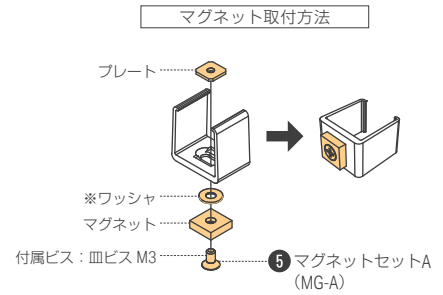 マグネット取付方法
プレート
※ワッシャ
マグネット
付属ビス：皿ビス M3
5 マグネットセットA
（MG-A）